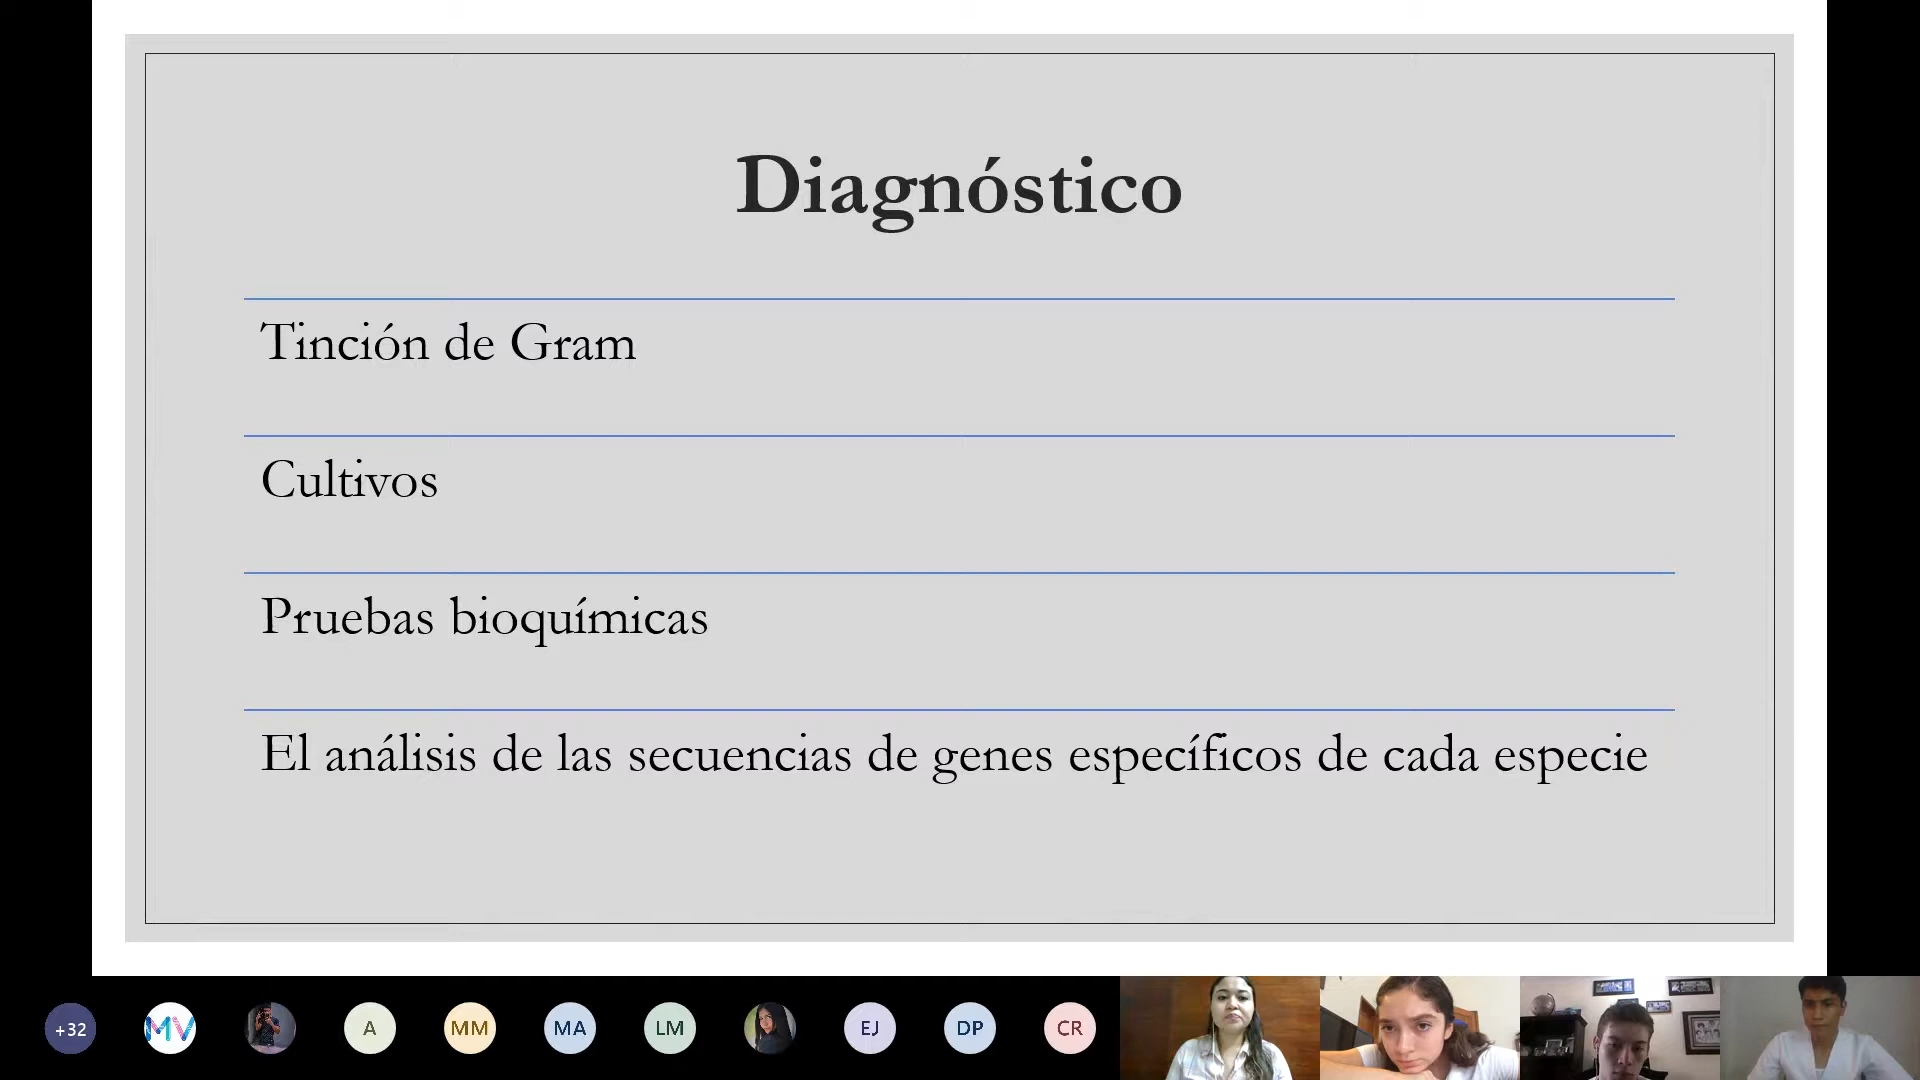 Diagnóstico
Tinción de Gram
Cultivos
Pruebas bioquímicas
El análisis de las secuencias de genes específicos de cada especie
+32 MV A MM MA LM EJ DP CR